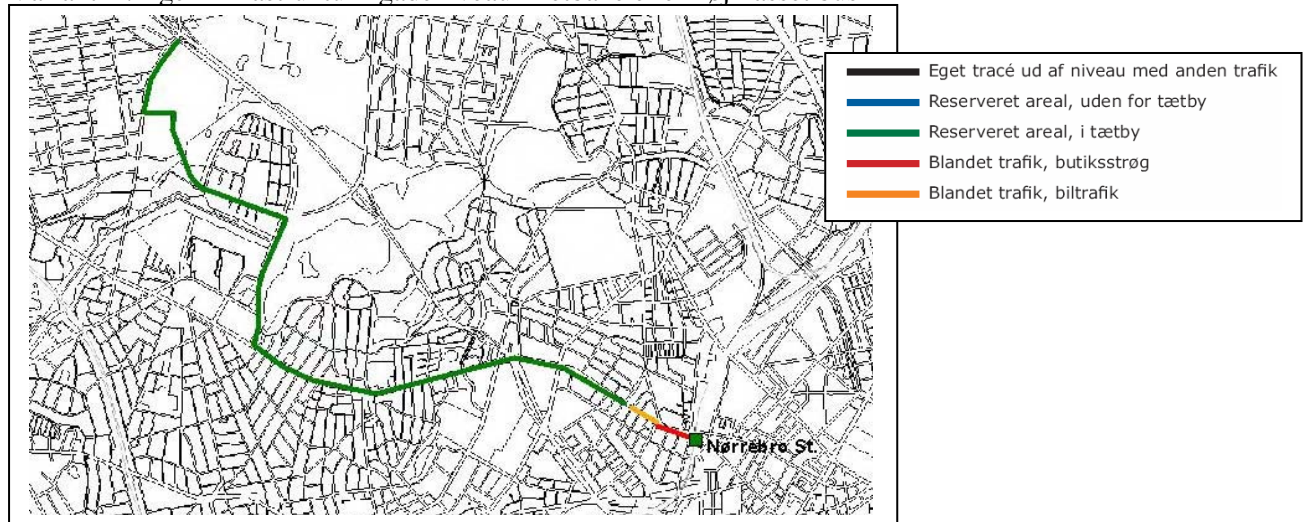 Eget tracé ud af niveau med anden trafik
Reserveret areal, uden for tætby
Reserveret areal, i tætby
Blandet trafik, butiksstrøg
Blandet trafik, biltrafik
Nørrebro St.